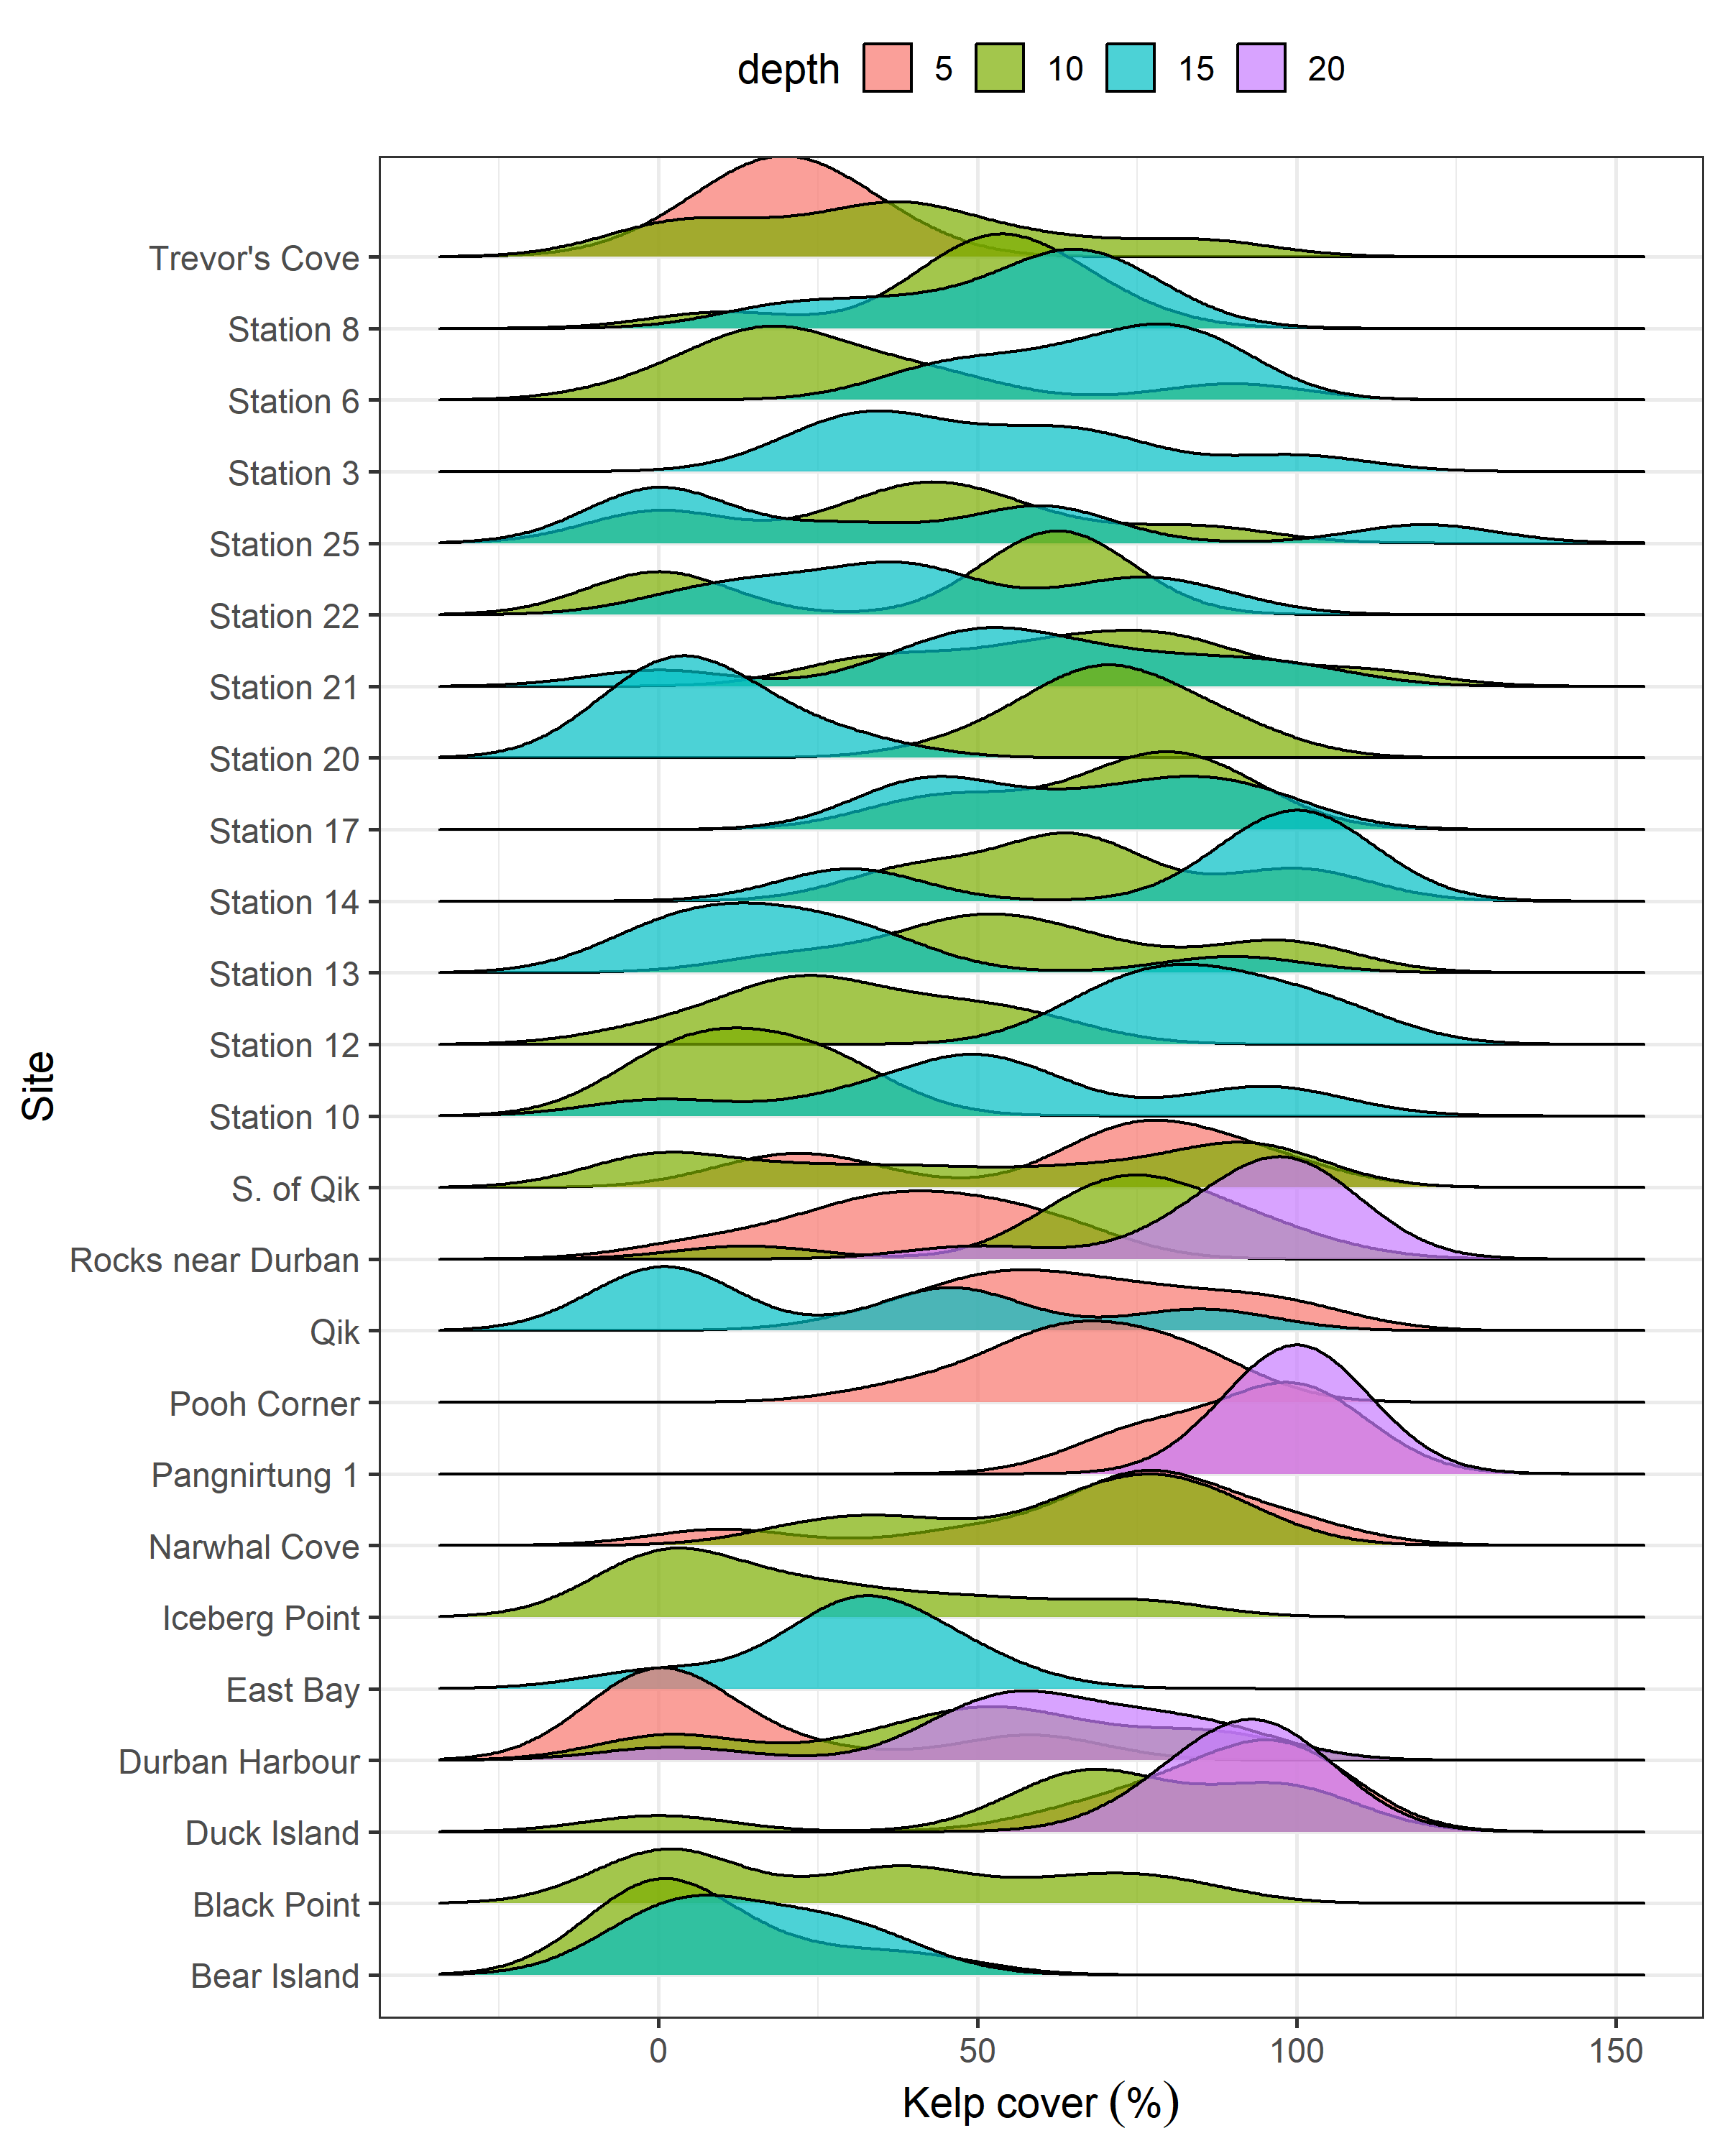 depth 5 10 15 20
Trevor's Cove
Station 8
Station 6
Station 3
Station 25
Station 22
Station 21
Station 20
Station 17
Station 14
Station 13
Station 12
Station 10
S. of Qik
Rocks near Durban
Qik
Pooh Corner
Pangnirtung 1
Narwhal Cove
Iceberg Point
East Bay
Durban Harbour
Duck Island
Black Point
Bear Island
Site
0 50 100 150
Kelp cover (%)